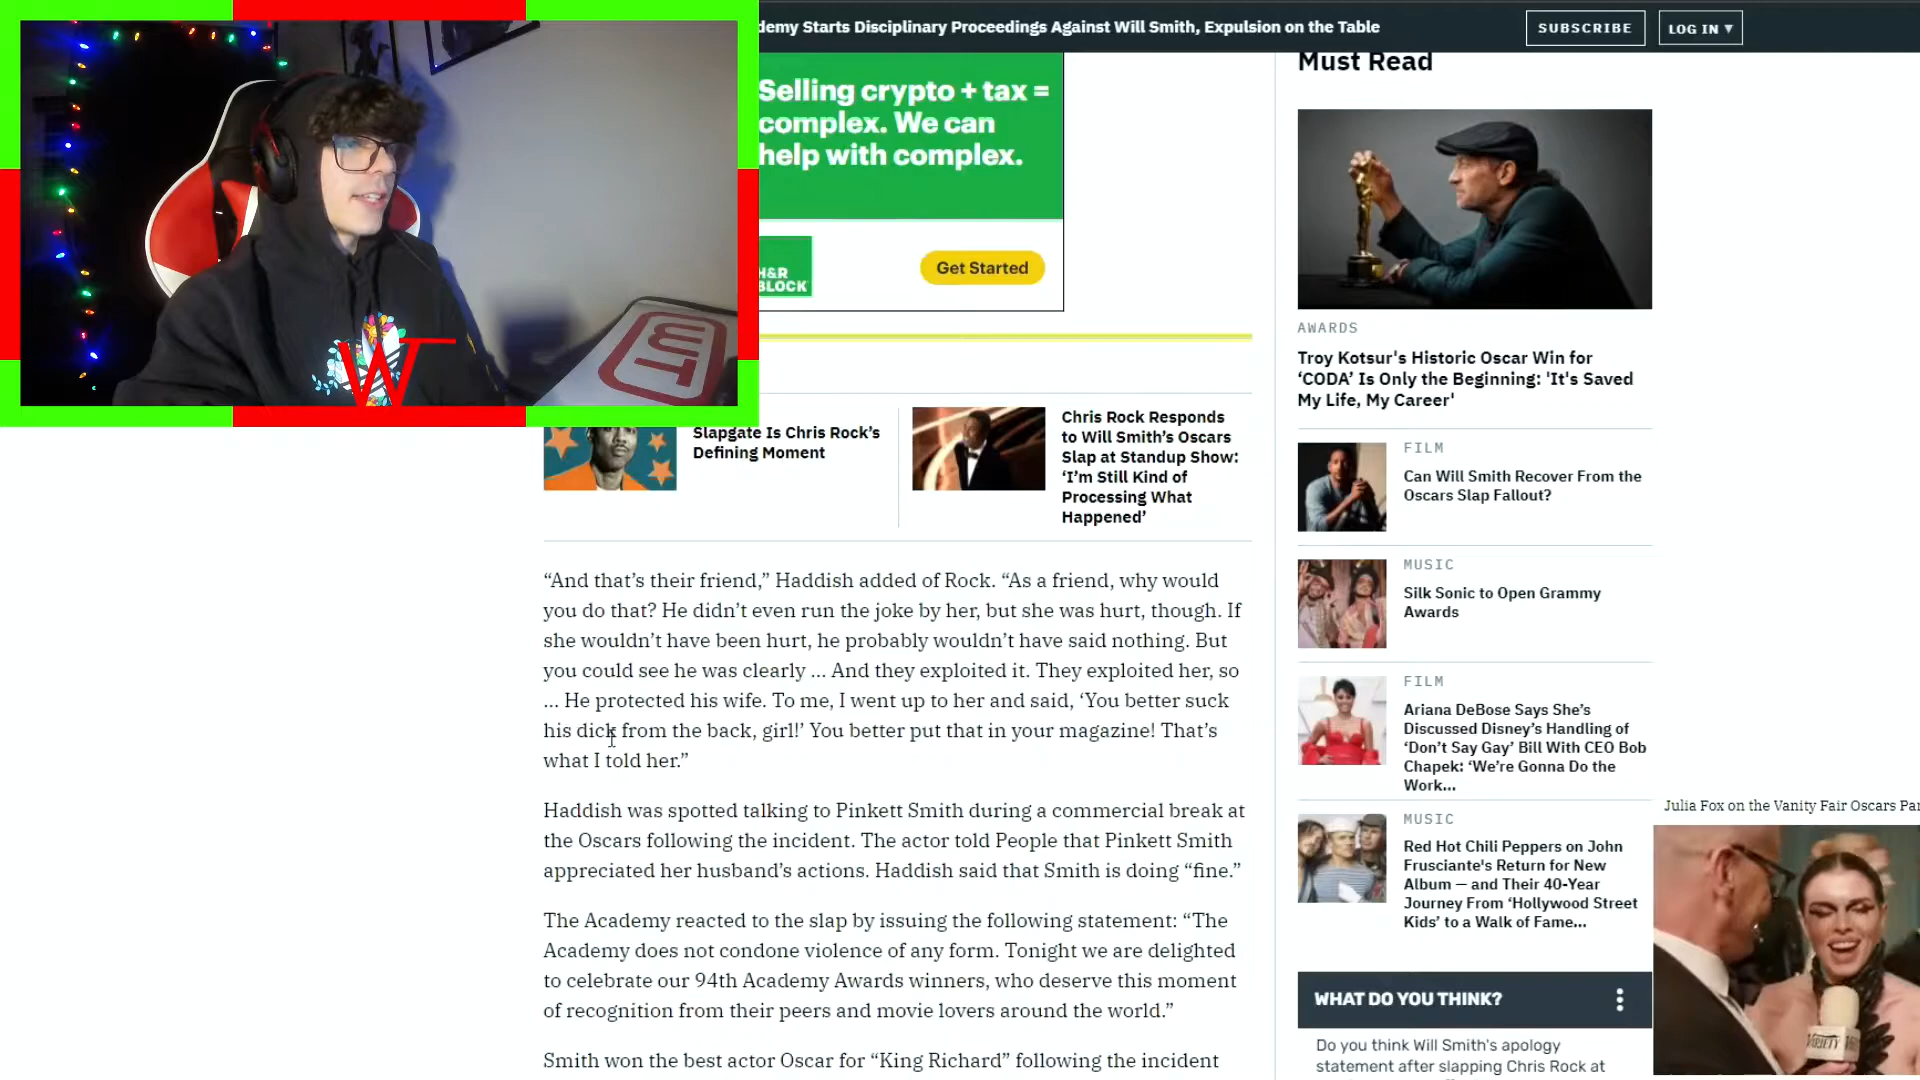 demy Starts Disciplinary Proceedings Against Will Smith, Expulsion on the Table
SUBSCRIBE
LOG IN ▼
Selling crypto + tax =
complex. We can
help with complex.
H&R
BLOCK
Get Started
W
Slapgate Is Chris Rock’s
Defining Moment
Chris Rock Responds
to Will Smith’s Oscars
Slap at Standup Show:
‘I’m Still Kind of
Processing What
Happened’
“And that’s their friend,” Haddish added of Rock. “As a friend, why would
you do that? He didn’t even run the joke by her, but she was hurt, though. If
she wouldn’t have been hurt, he probably wouldn’t have said nothing. But
you could see he was clearly … And they exploited it. They exploited her, so
… He protected his wife. To me, I went up to her and said, ‘You better suck
his dick from the back, girl!’ You better put that in your magazine! That’s
what I told her.”
Haddish was spotted talking to Pinkett Smith during a commercial break at
the Oscars following the incident. The actor told People that Pinkett Smith
appreciated her husband’s actions. Haddish said that Smith is doing “fine.”
The Academy reacted to the slap by issuing the following statement: “The
Academy does not condone violence of any form. Tonight we are delighted
to celebrate our 94th Academy Awards winners, who deserve this moment
of recognition from their peers and movie lovers around the world.”
Smith won the best actor Oscar for “King Richard” following the incident
Must Read
AWARDS
Troy Kotsur's Historic Oscar Win for
‘CODA’ Is Only the Beginning: 'It's Saved
My Life, My Career'
FILM
Can Will Smith Recover From the
Oscars Slap Fallout?
MUSIC
Silk Sonic to Open Grammy
Awards
FILM
Ariana DeBose Says She’s
Discussed Disney’s Handling of
‘Don’t Say Gay’ Bill With CEO Bob
Chapek: ‘We’re Gonna Do the
Work...
MUSIC
Red Hot Chili Peppers on John
Frusciante's Return for New
Album — and Their 40-Year
Journey From ‘Hollywood Street
Kids’ to a Walk of Fame...
WHAT DO YOU THINK?
Do you think Will Smith's apology
statement after slapping Chris Rock at
Julia Fox on the Vanity Fair Oscars Par
VARIETY